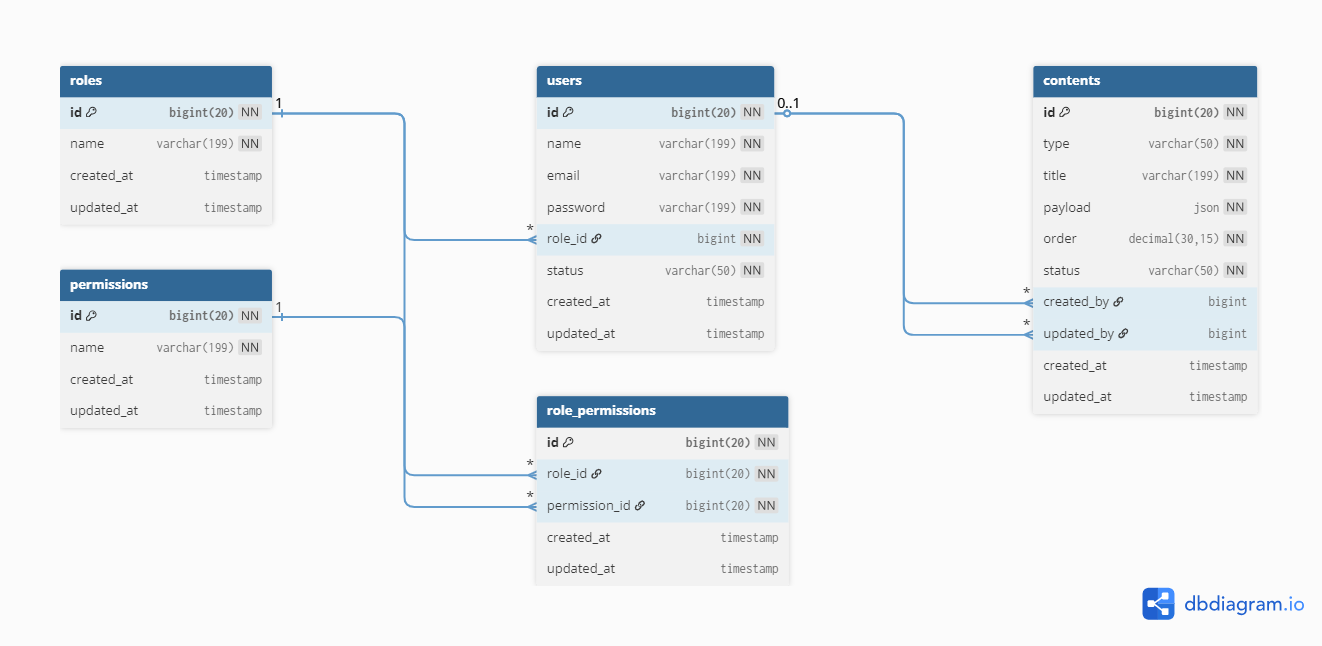 roles
id bigint(20) NN
name varchar(199) NN
created_at timestamp
updated_at timestamp
permissions
id bigint(20) NN
name varchar(199) NN
created_at timestamp
updated_at timestamp
1
1
users
id bigint(20) NN
name varchar(199) NN
email varchar(199) NN
password varchar(199) NN
role_id bigint NN
status varchar(50) NN
created_at timestamp
updated_at timestamp
*
role_permissions
id bigint(20) NN
role_id bigint(20) NN
permission_id bigint(20) NN
created_at timestamp
updated_at timestamp
*
*
0..1
contents
id bigint(20) NN
type varchar(50) NN
title varchar(199) NN
payload json NN
order decimal(30,15) NN
status varchar(50) NN
created_by bigint
updated_by bigint
created_at timestamp
updated_at timestamp
*
*
dbdiagram.io